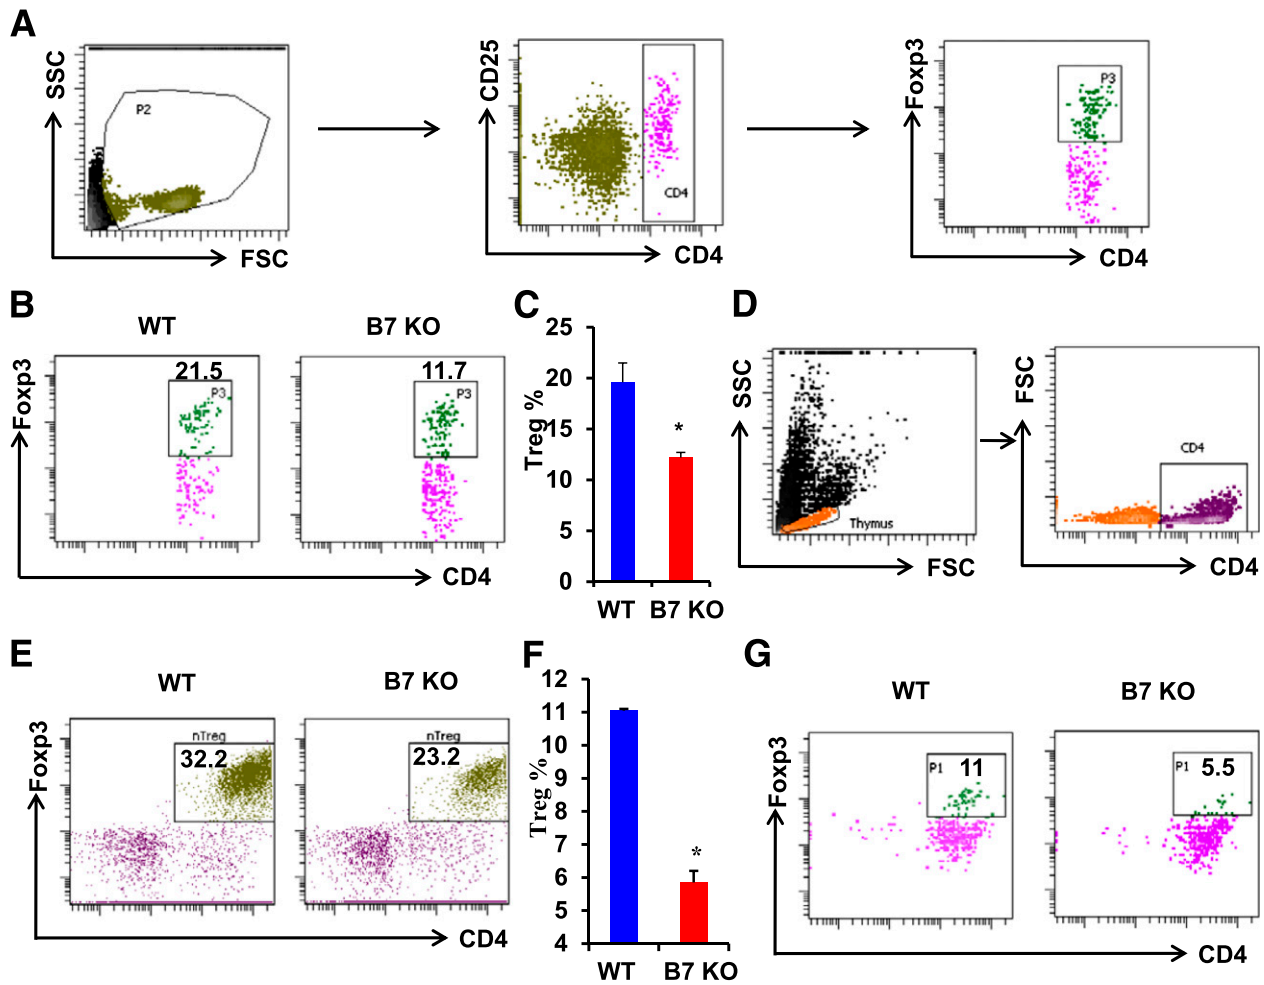 A
SSC
P2
FSC
CD25
CD4
CD4
Foxp3
P3
CD4
B
WT
B7 KO
Foxp3
21.5
P3
11.7
P3
CD4
C
Treg %
25
20
15
10
5
0
*
WT
B7 KO
D
SSC
Thymus
FSC
FSC
CD4
CD4
E
WT
B7 KO
Foxp3
nTreg
32.2
nTreg
23.2
CD4
F
Treg %
12
11
10
9
8
7
6
5
4
*
WT
B7 KO
G
WT
B7 KO
Foxp3
P1 11
P1 5.5
CD4